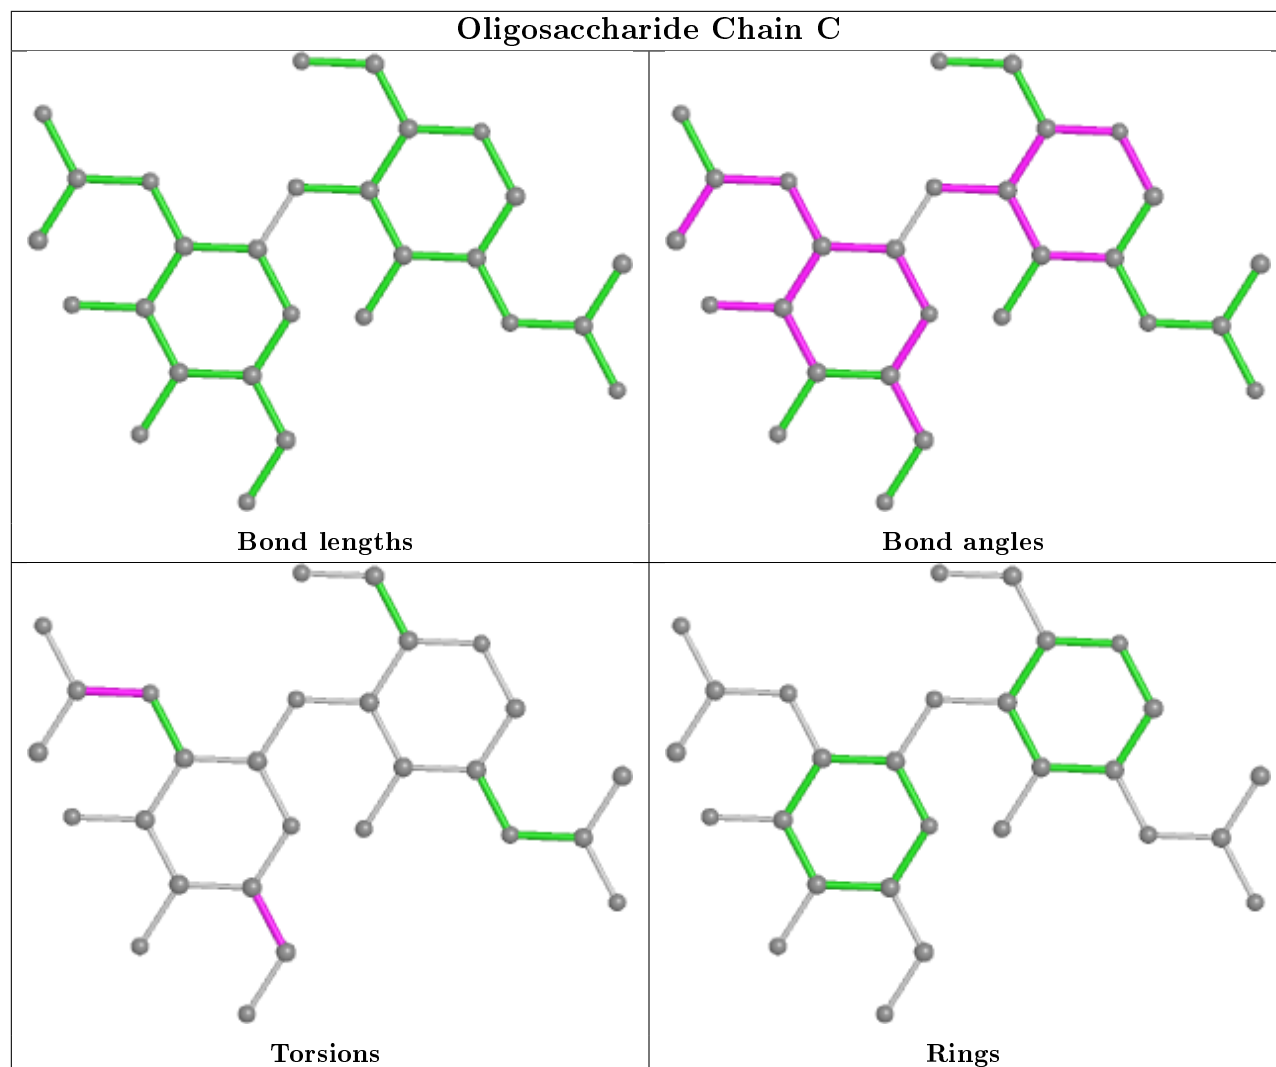 Oligosaccharide Chain C
Bond lengths
Bond angles
Torsions
Rings